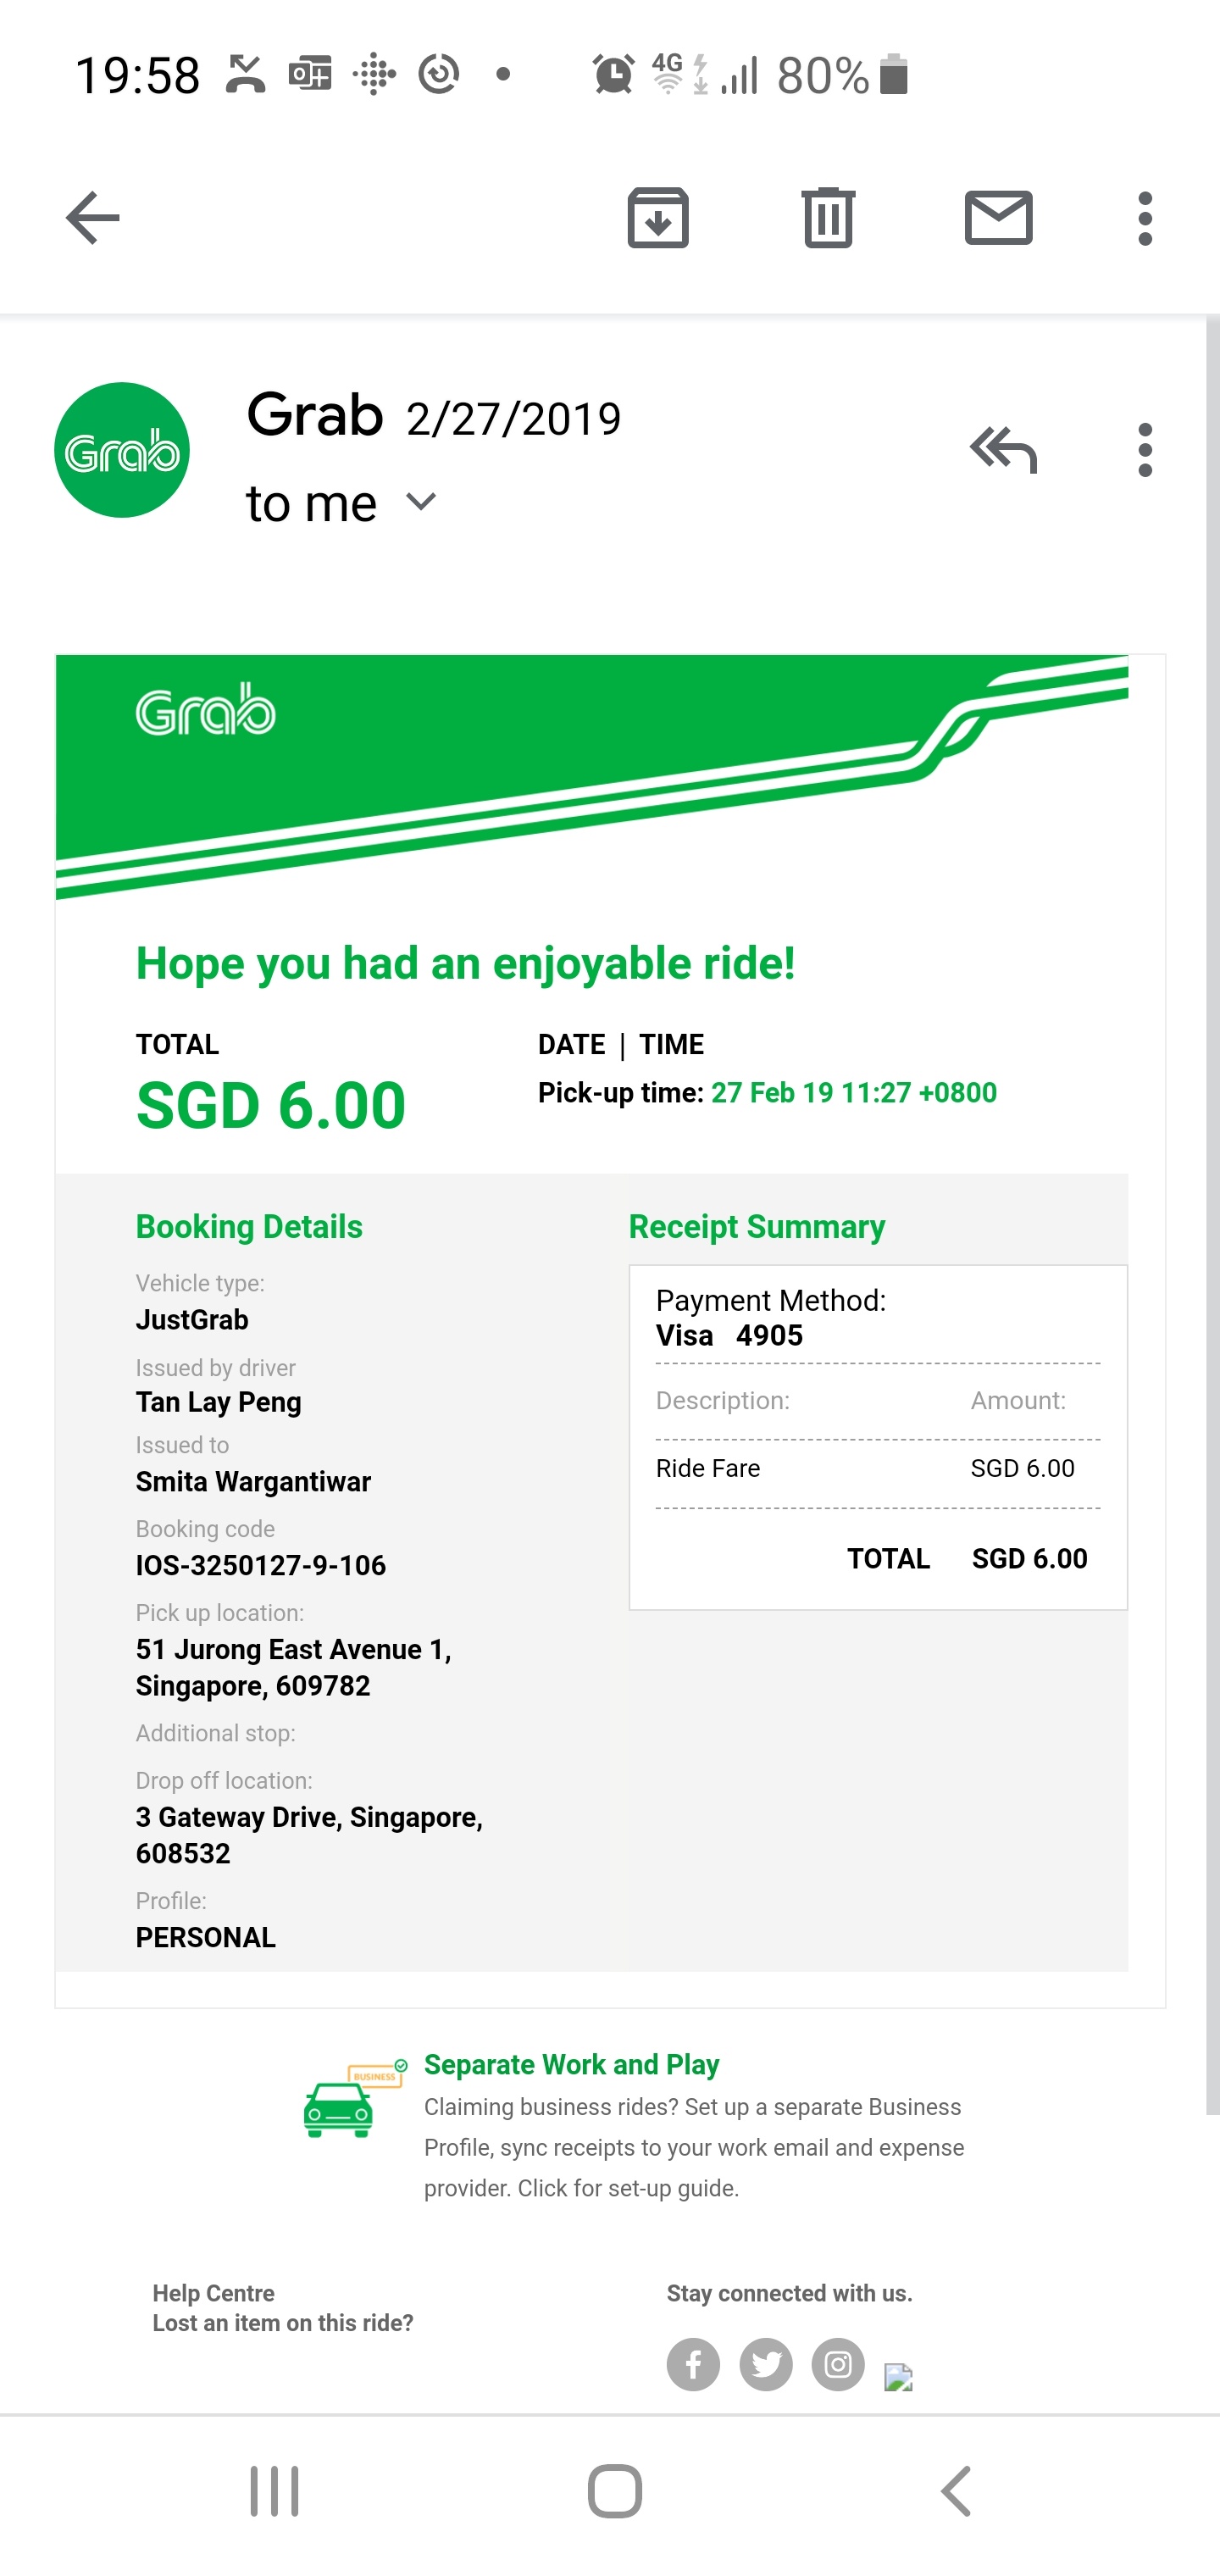 19:58
4G
80%
Grab
Grab 2/27/2019
to me
Grab
Hope you had an enjoyable ride!
TOTAL
SGD 6.00
DATE | TIME
Pick-up time: 27 Feb 19 11:27 +0800
Booking Details
Vehicle type:
JustGrab
Issued by driver
Tan Lay Peng
Issued to
Smita Wargantiwar
Booking code
IOS-3250127-9-106
Pick up location:
51 Jurong East Avenue 1,
Singapore, 609782
Additional stop:
Drop off location:
3 Gateway Drive, Singapore,
608532
Profile:
PERSONAL
Receipt Summary
Payment Method:
Visa 4905
Description: Amount:
Ride Fare SGD 6.00
TOTAL SGD 6.00
BUSINESS
Separate Work and Play
Claiming business rides? Set up a separate Business
Profile, sync receipts to your work email and expense
provider. Click for set-up guide.
Help Centre
Lost an item on this ride?
Stay connected with us.